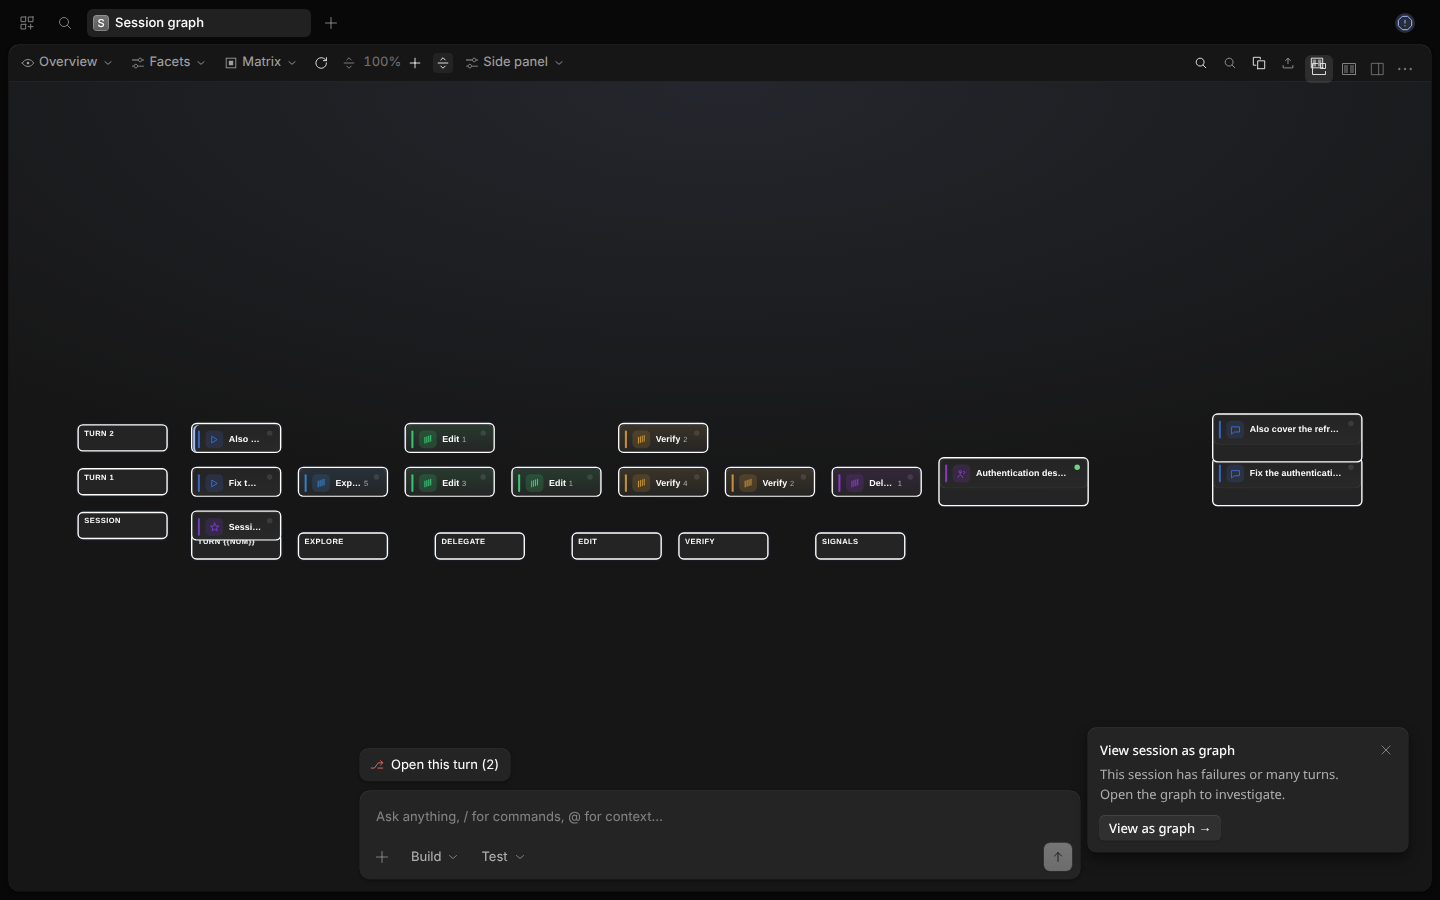 S Session graph
Overview Facets Matrix 100% Side panel
TURN 2 Also ... Edit 1 Verify 2 Also cover the refr...
TURN 1 Fix t... Exp... 5 Edit 3 Edit 1 Verify 4 Verify 2 Del... 1 Authentication des... Fix the authenticati...
SESSION Sessi...
TURN {{NUM}} EXPLORE DELEGATE EDIT VERIFY SIGNALS
View session as graph
This session has failures or many turns.
Open the graph to investigate.
View as graph →
Open this turn (2)
Ask anything, / for commands, @ for context...
Build Test